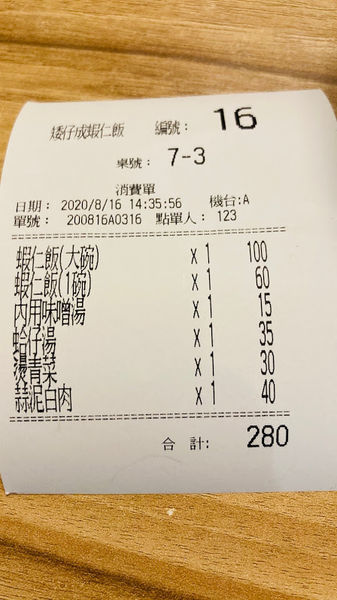 矮仔成蝦仁飯 編號: 16
桌號: 7-3
消費單
日期: 2020/8/16 14:35:56 機台:A
單號: 200816A0316 點單人: 123
蝦仁飯(大碗) x 1 100
蝦仁飯(1碗) x 1 60
內用味噌湯 x 1 15
蛤仔湯 x 1 35
燙青菜 x 1 30
蒜泥白肉 x 1 40
合 計: 280